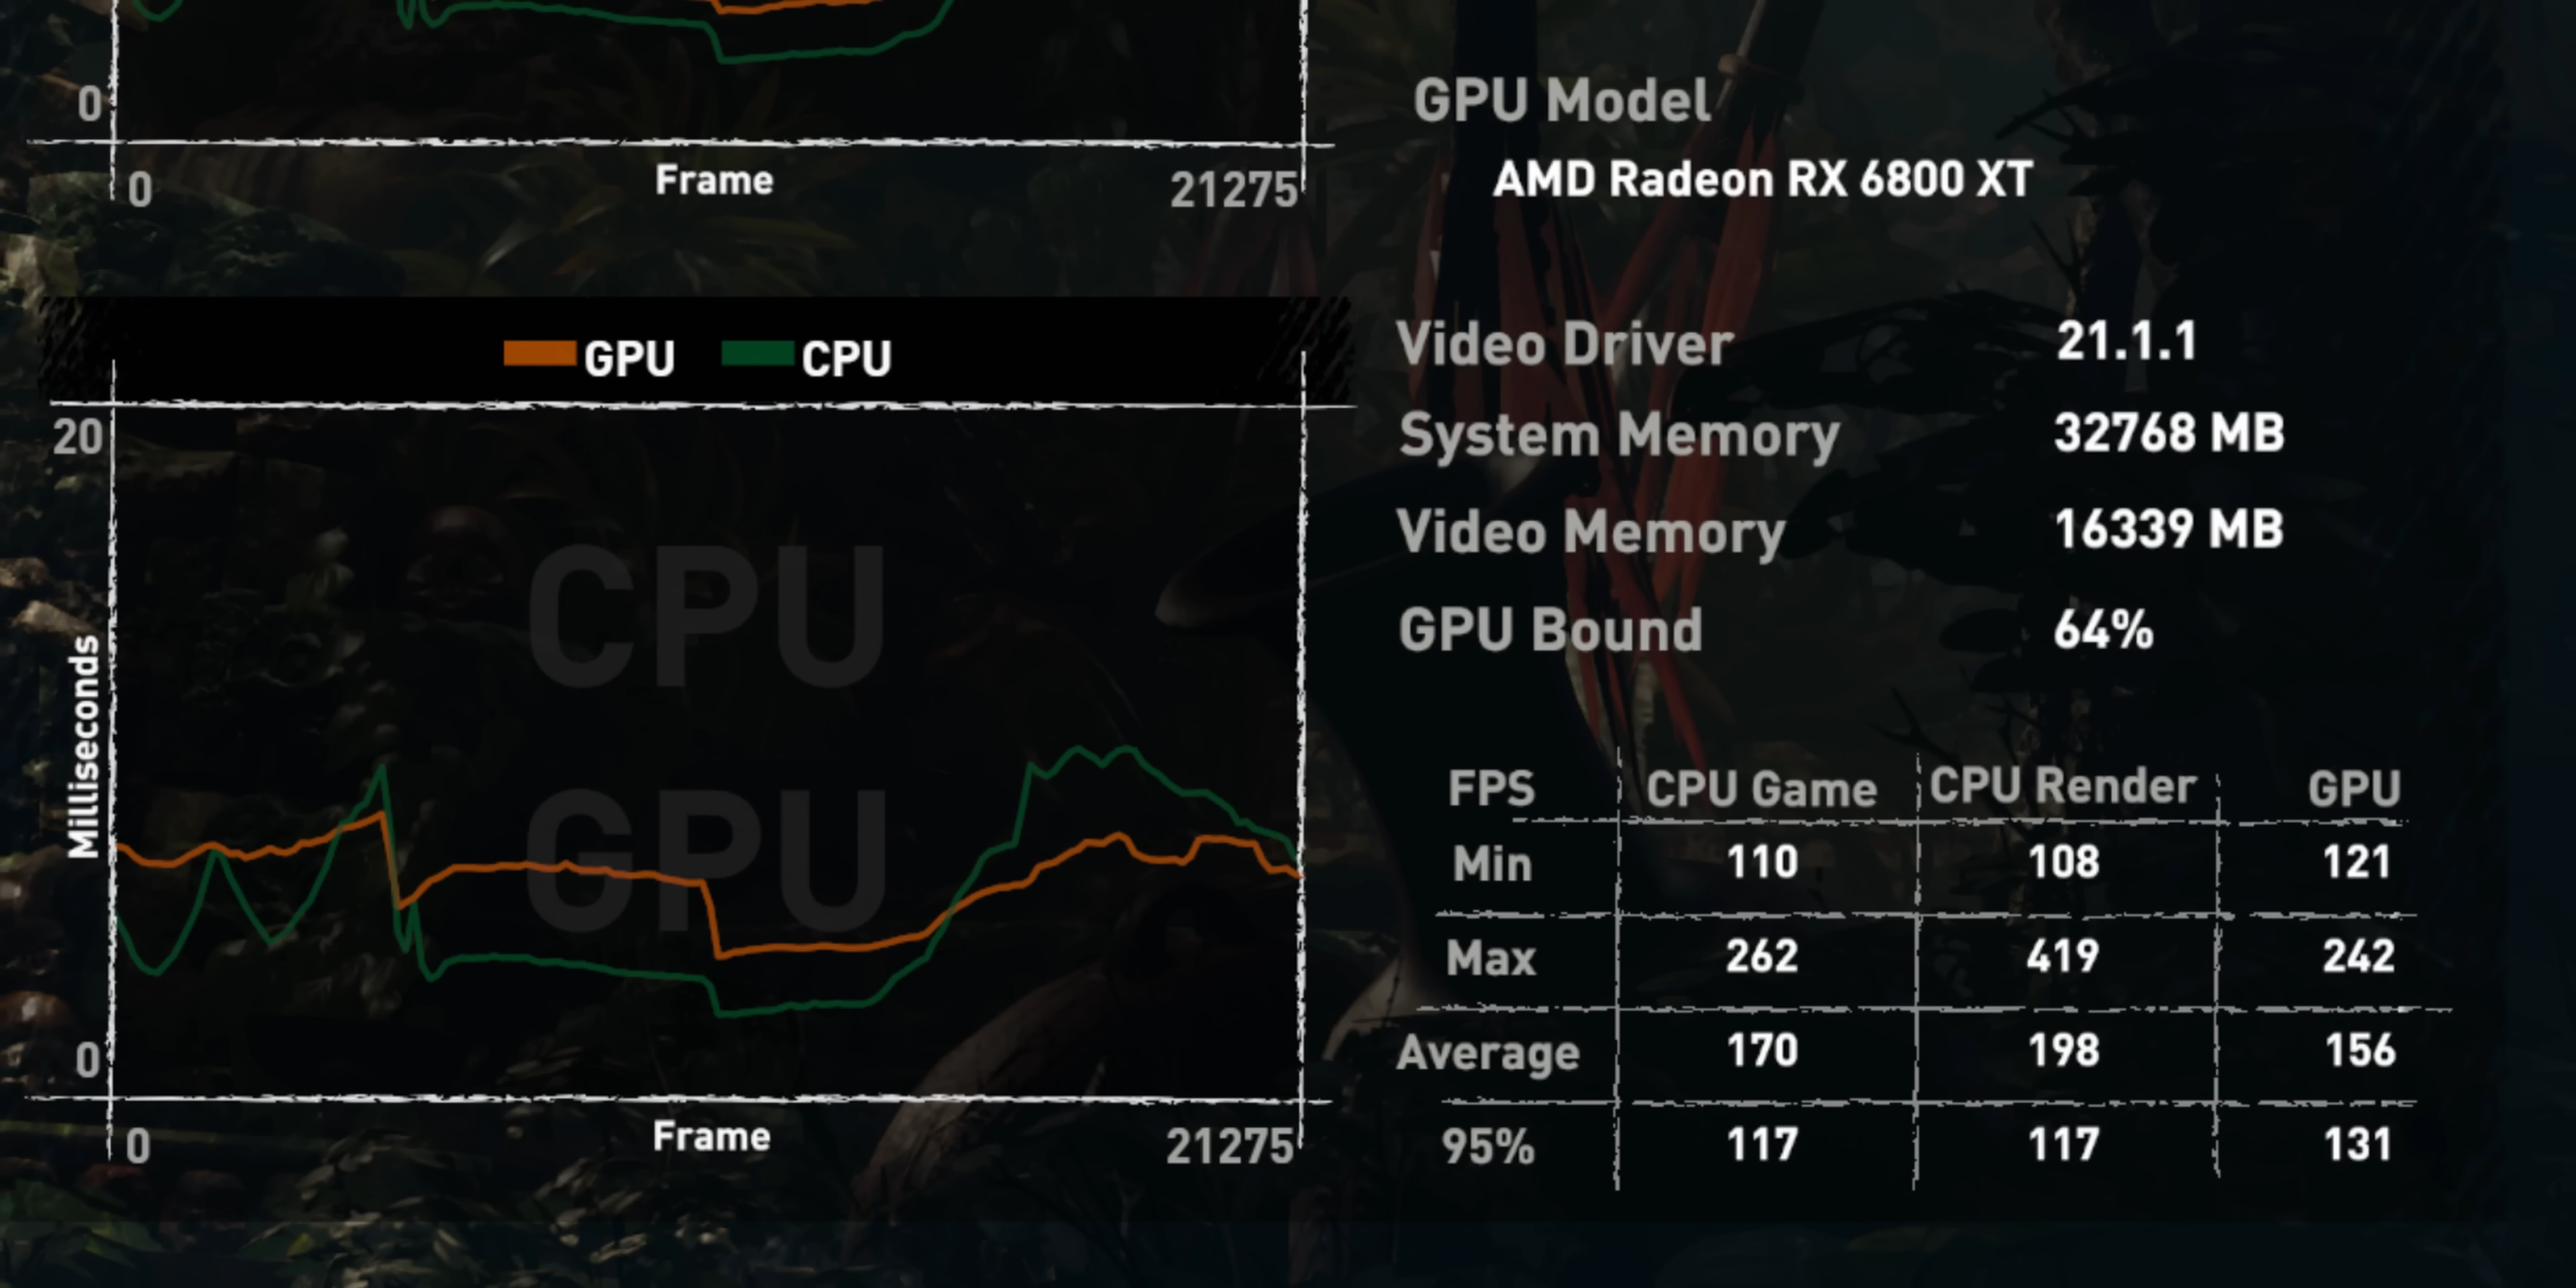 0
0
Frame
21275
GPU
CPU
20
CPU
GPU
Milliseconds
0
0
Frame
21275
GPU Model
AMD Radeon RX 6800 XT
Video Driver 21.1.1
System Memory 32768 MB
Video Memory 16339 MB
GPU Bound 64%
FPS CPU Game CPU Render GPU
Min 110 108 121
Max 262 419 242
Average 170 198 156
95% 117 117 131